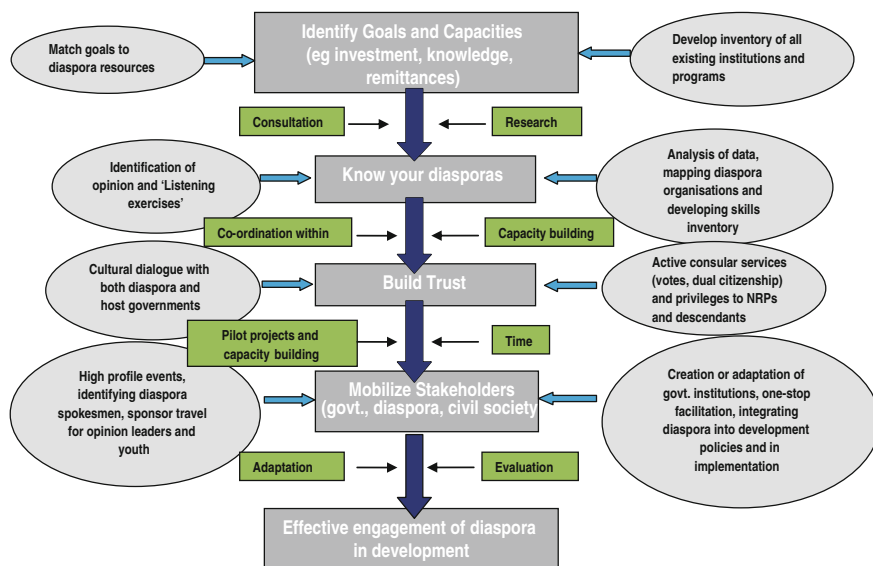 Identify Goals and Capacities
(eg investment, knowledge,
remittances)
Match goals to
diaspora resources
Develop inventory of all
existing institutions and
programs
Consultation
Research
Know your diasporas
Identification of
opinion and ‘Listening
exercises’
Analysis of data,
mapping diaspora
organisations and
developing skills
inventory
Co-ordination within
Capacity building
Build Trust
Cultural dialogue with
both diaspora and
host governments
Active consular services
(votes, dual citizenship)
and privileges to NRPs
and descendants
Pilot projects and
capacity building
Time
Mobilize Stakeholders
(govt., diaspora, civil society
High profile events,
identifying diaspora
spokesmen, sponsor travel
for opinion leaders and
youth
Creation or adaptation of
govt. institutions, one-stop
facilitation, integrating
diaspora into development
policies and in
implementation
Adaptation
Evaluation
Effective engagement of diaspora
in development